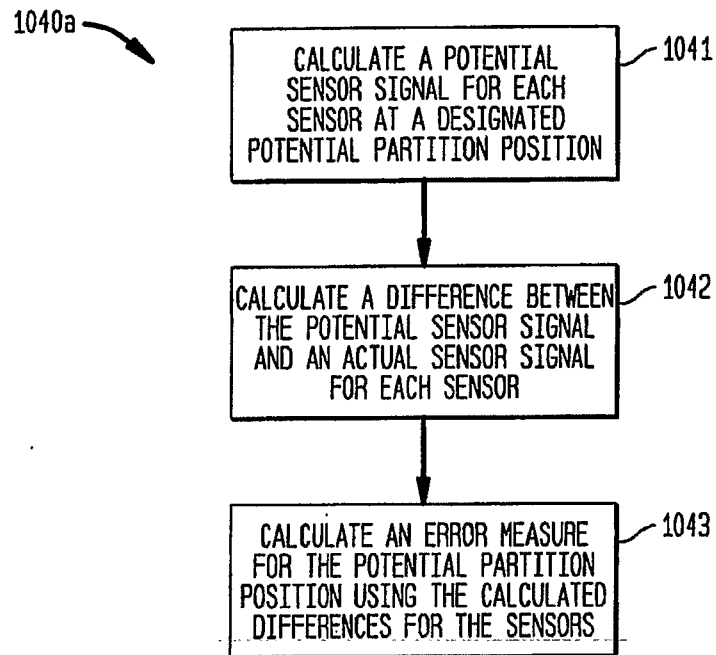 1040a
CALCULATE A POTENTIAL
SENSOR SIGNAL FOR EACH
SENSOR AT A DESIGNATED
POTENTIAL PARTITION POSITION
1041
CALCULATE A DIFFERENCE BETWEEN
THE POTENTIAL SENSOR SIGNAL
AND AN ACTUAL SENSOR SIGNAL
FOR EACH SENSOR
1042
CALCULATE AN ERROR MEASURE
FOR THE POTENTIAL PARTITION
POSITION USING THE CALCULATED
DIFFERENCES FOR THE SENSORS
1043